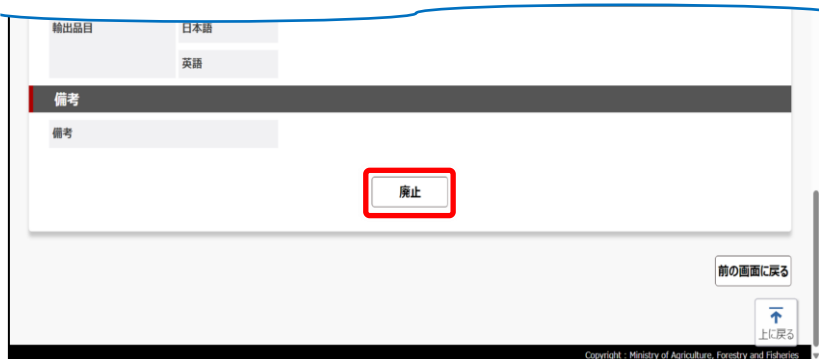 輸出品目 日本語
英語
備考
備考
廃止
前の画面に戻る
上に戻る
Copyright : Ministry of Agriculture, Forestry and Fisheries